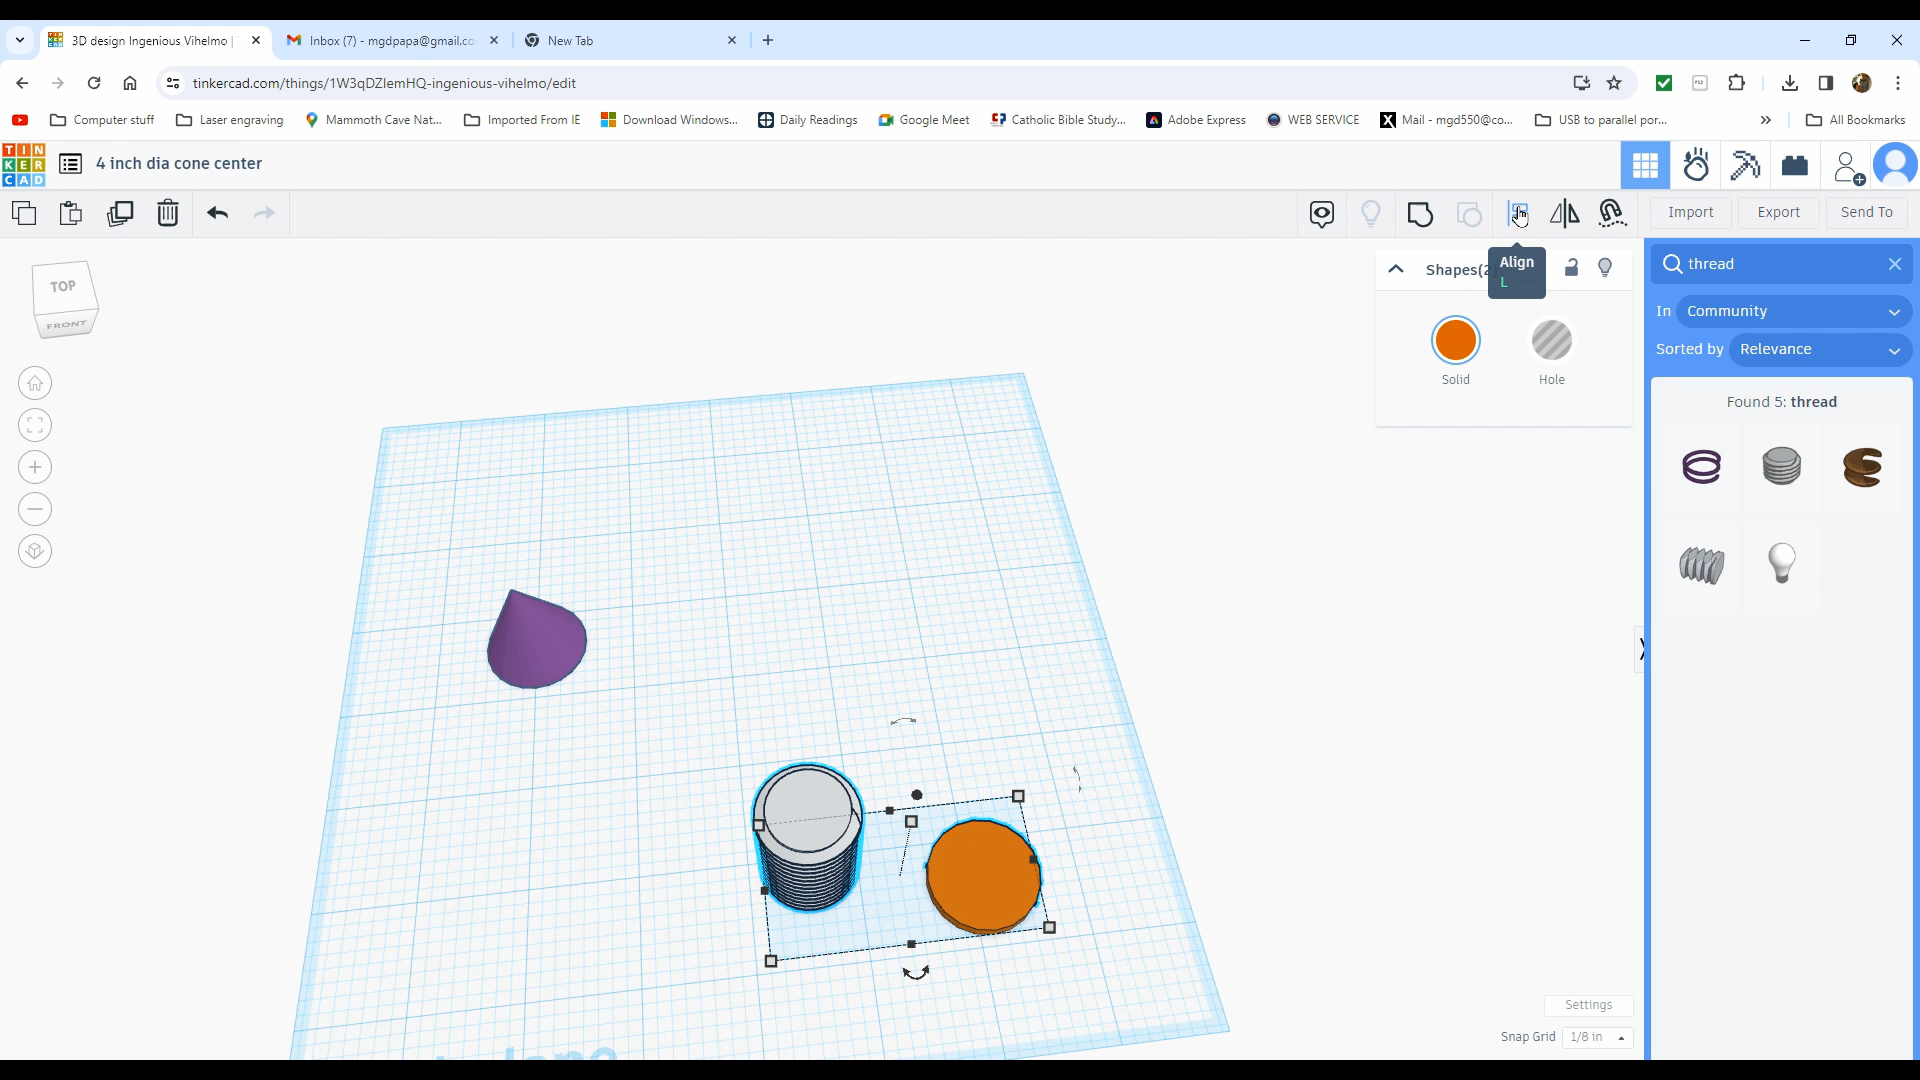 3D design Ingenious Vihelmo |
Inbox (7) - mgdpapa@gmail.co
New Tab
tinkercad.com/things/1W3qDZlemHQ-ingenious-vihelmo/edit
Computer stuff
Laser engraving
Mammoth Cave Nat...
Imported From IE
Download Windows...
Daily Readings
Google Meet
Catholic Bible Study...
Adobe Express
WEB SERVICE
Mail - mgd550@co...
USB to parallel por...
»
All Bookmarks
TIN
KER
CAD
4 inch dia cone center
Import
Export
Send To
TOP
FRONT
Shapes(2
Align
L
Solid
Hole
thread
In Community
Sorted by Relevance
Found 5: thread
Settings
Snap Grid 1/8 in